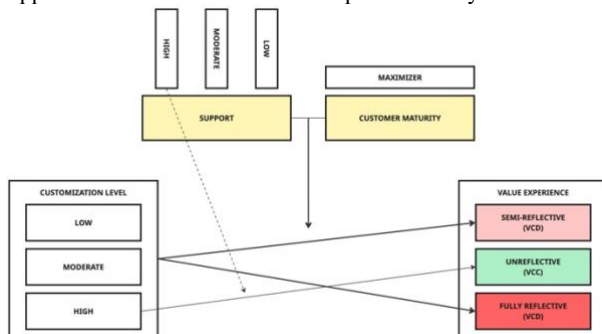 HIGH
MODERATE
LOW
MAXIMIZER
SUPPORT
CUSTOMER MATURITY
CUSTOMIZATION LEVEL
LOW
MODERATE
HIGH
VALUE EXPERIENCE
SEMI-REFLECTIVE
(VCD)
UNREFLECTIVE
(VCC)
FULLY REFLECTIVE
(VCD)